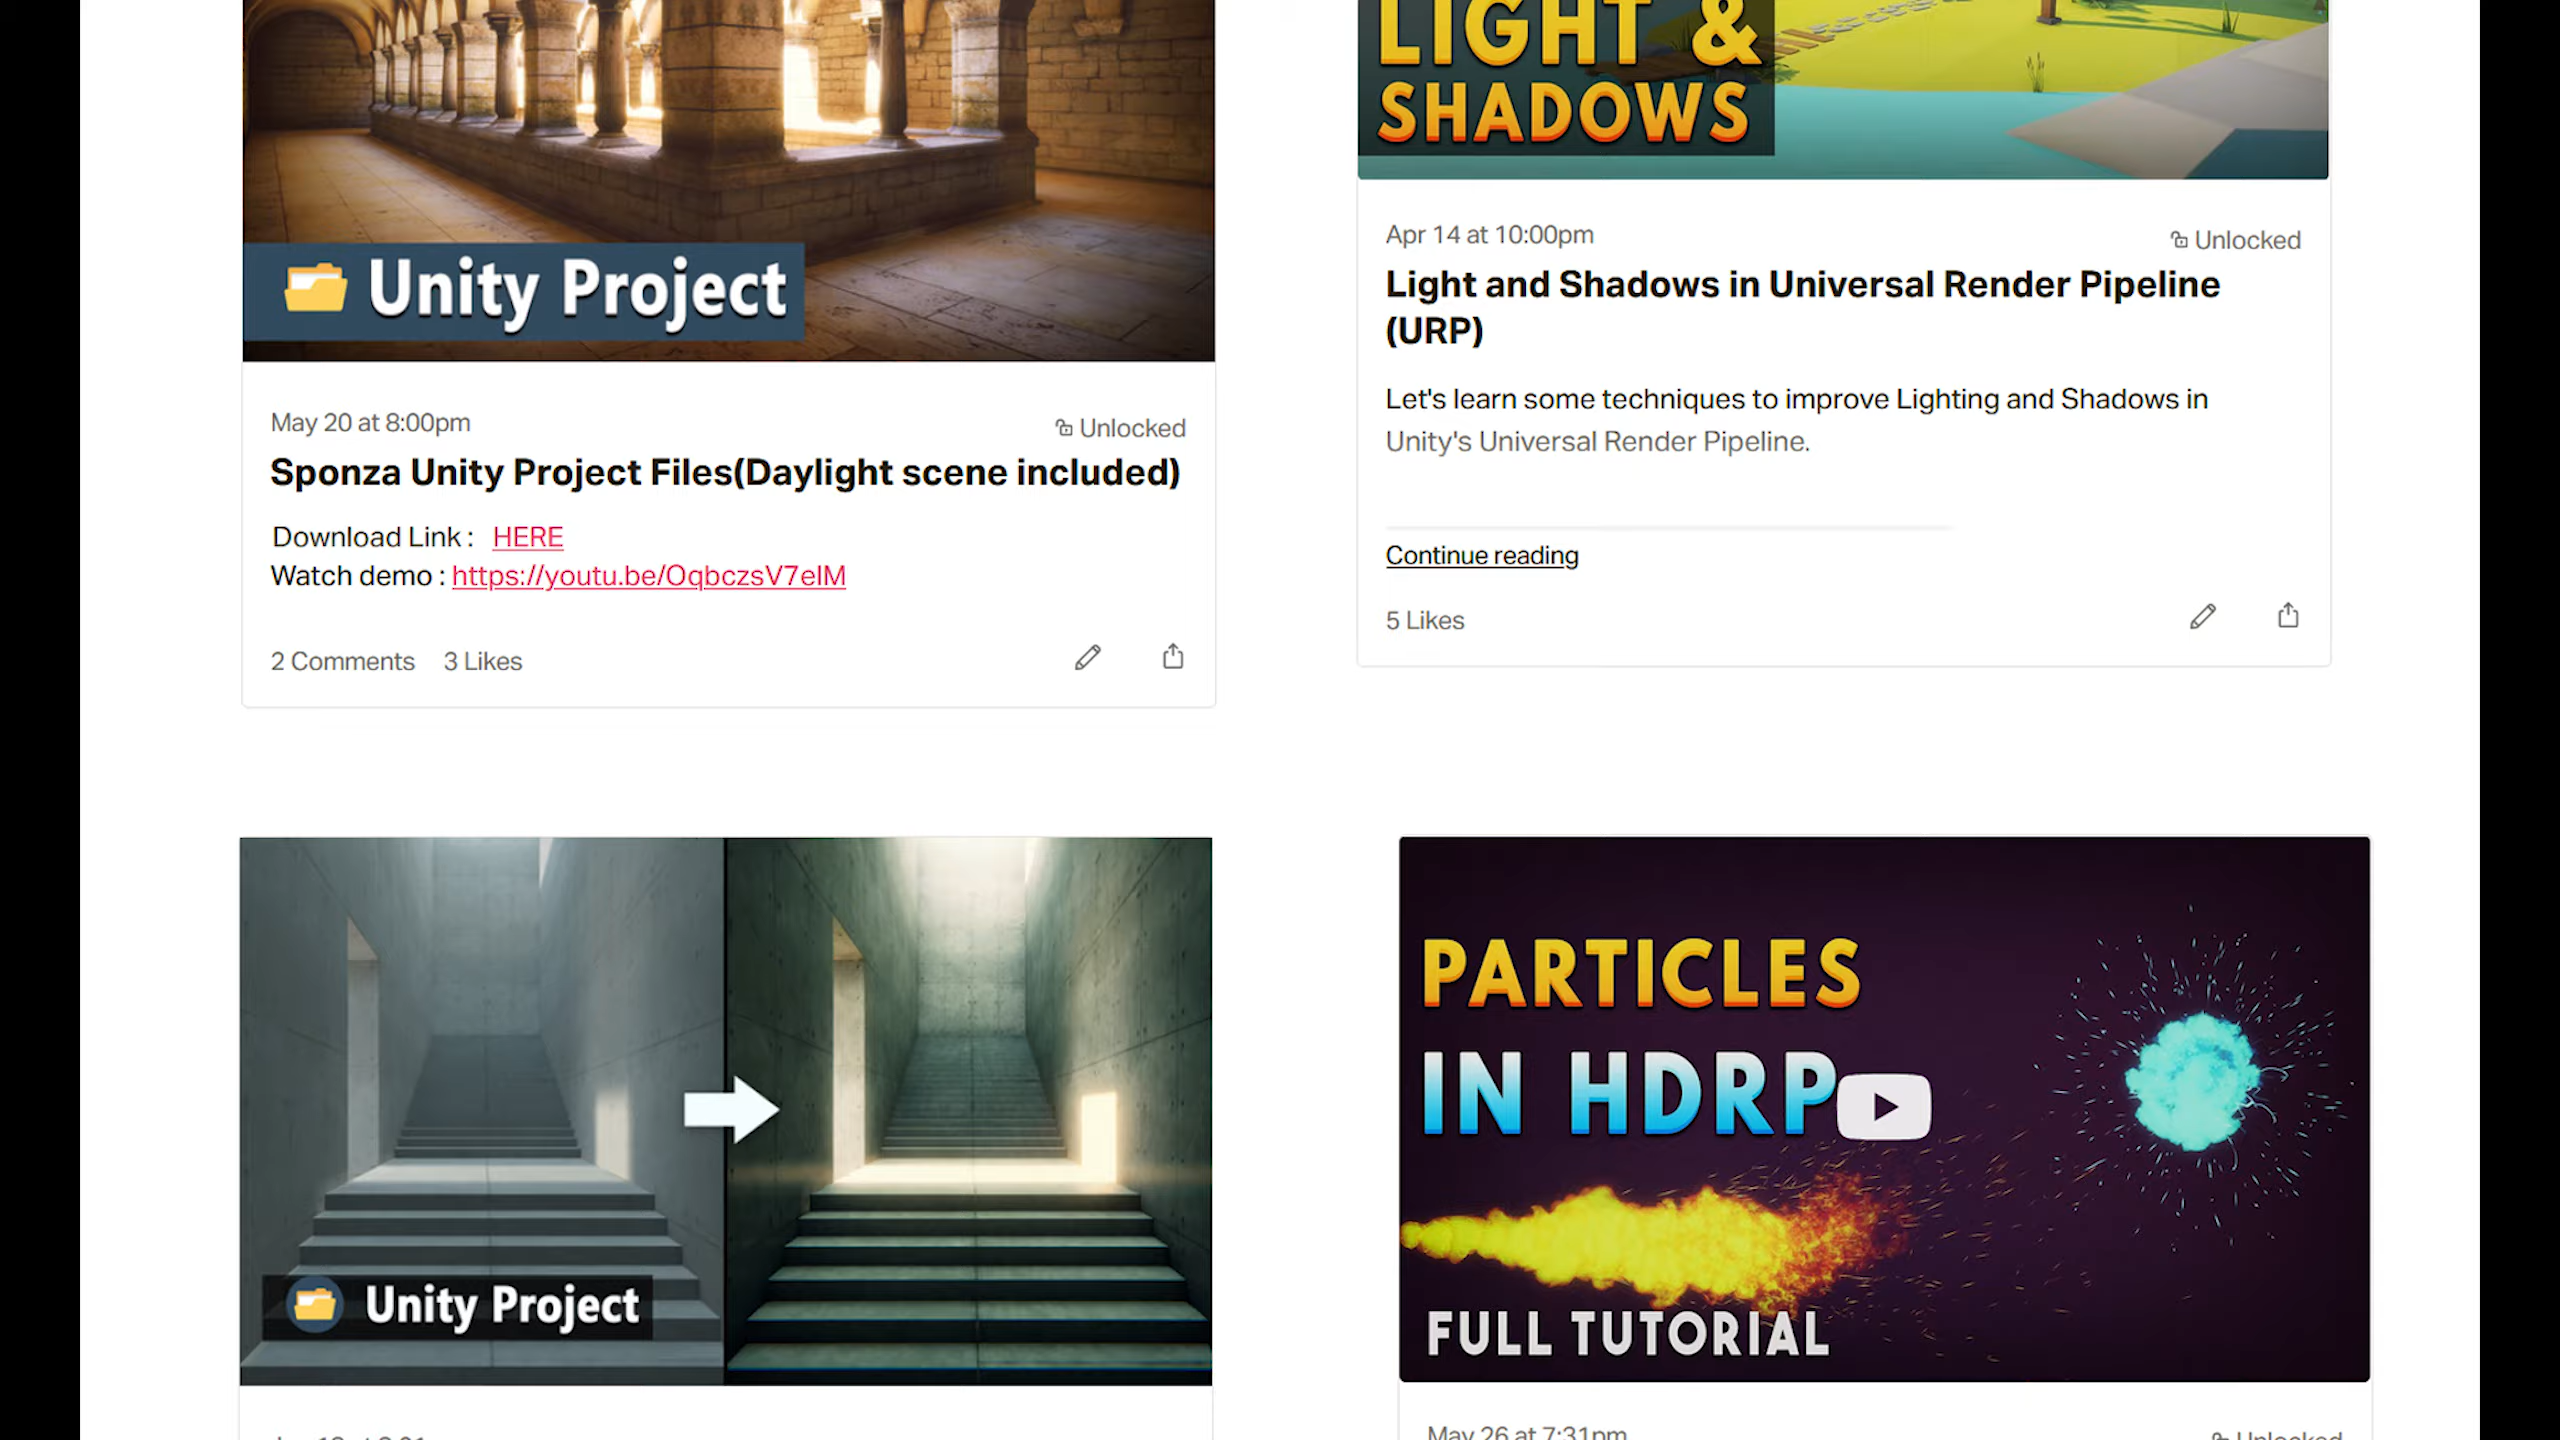 Unity Project
May 20 at 8:00pm
Unlocked
Sponza Unity Project Files(Daylight scene included)
Download Link : HERE
Watch demo : https://youtu.be/OqbczsV7eIM
2 Comments 3 Likes
LIGHT &
SHADOWS
Apr 14 at 10:00pm
Unlocked
Light and Shadows in Universal Render Pipeline
(URP)
Let's learn some techniques to improve Lighting and Shadows in
Unity's Universal Render Pipeline.
Continue reading
5 Likes
Unity Project
PARTICLES
IN HDRP
FULL TUTORIAL
May 26 at 7:31pm
Unlocked